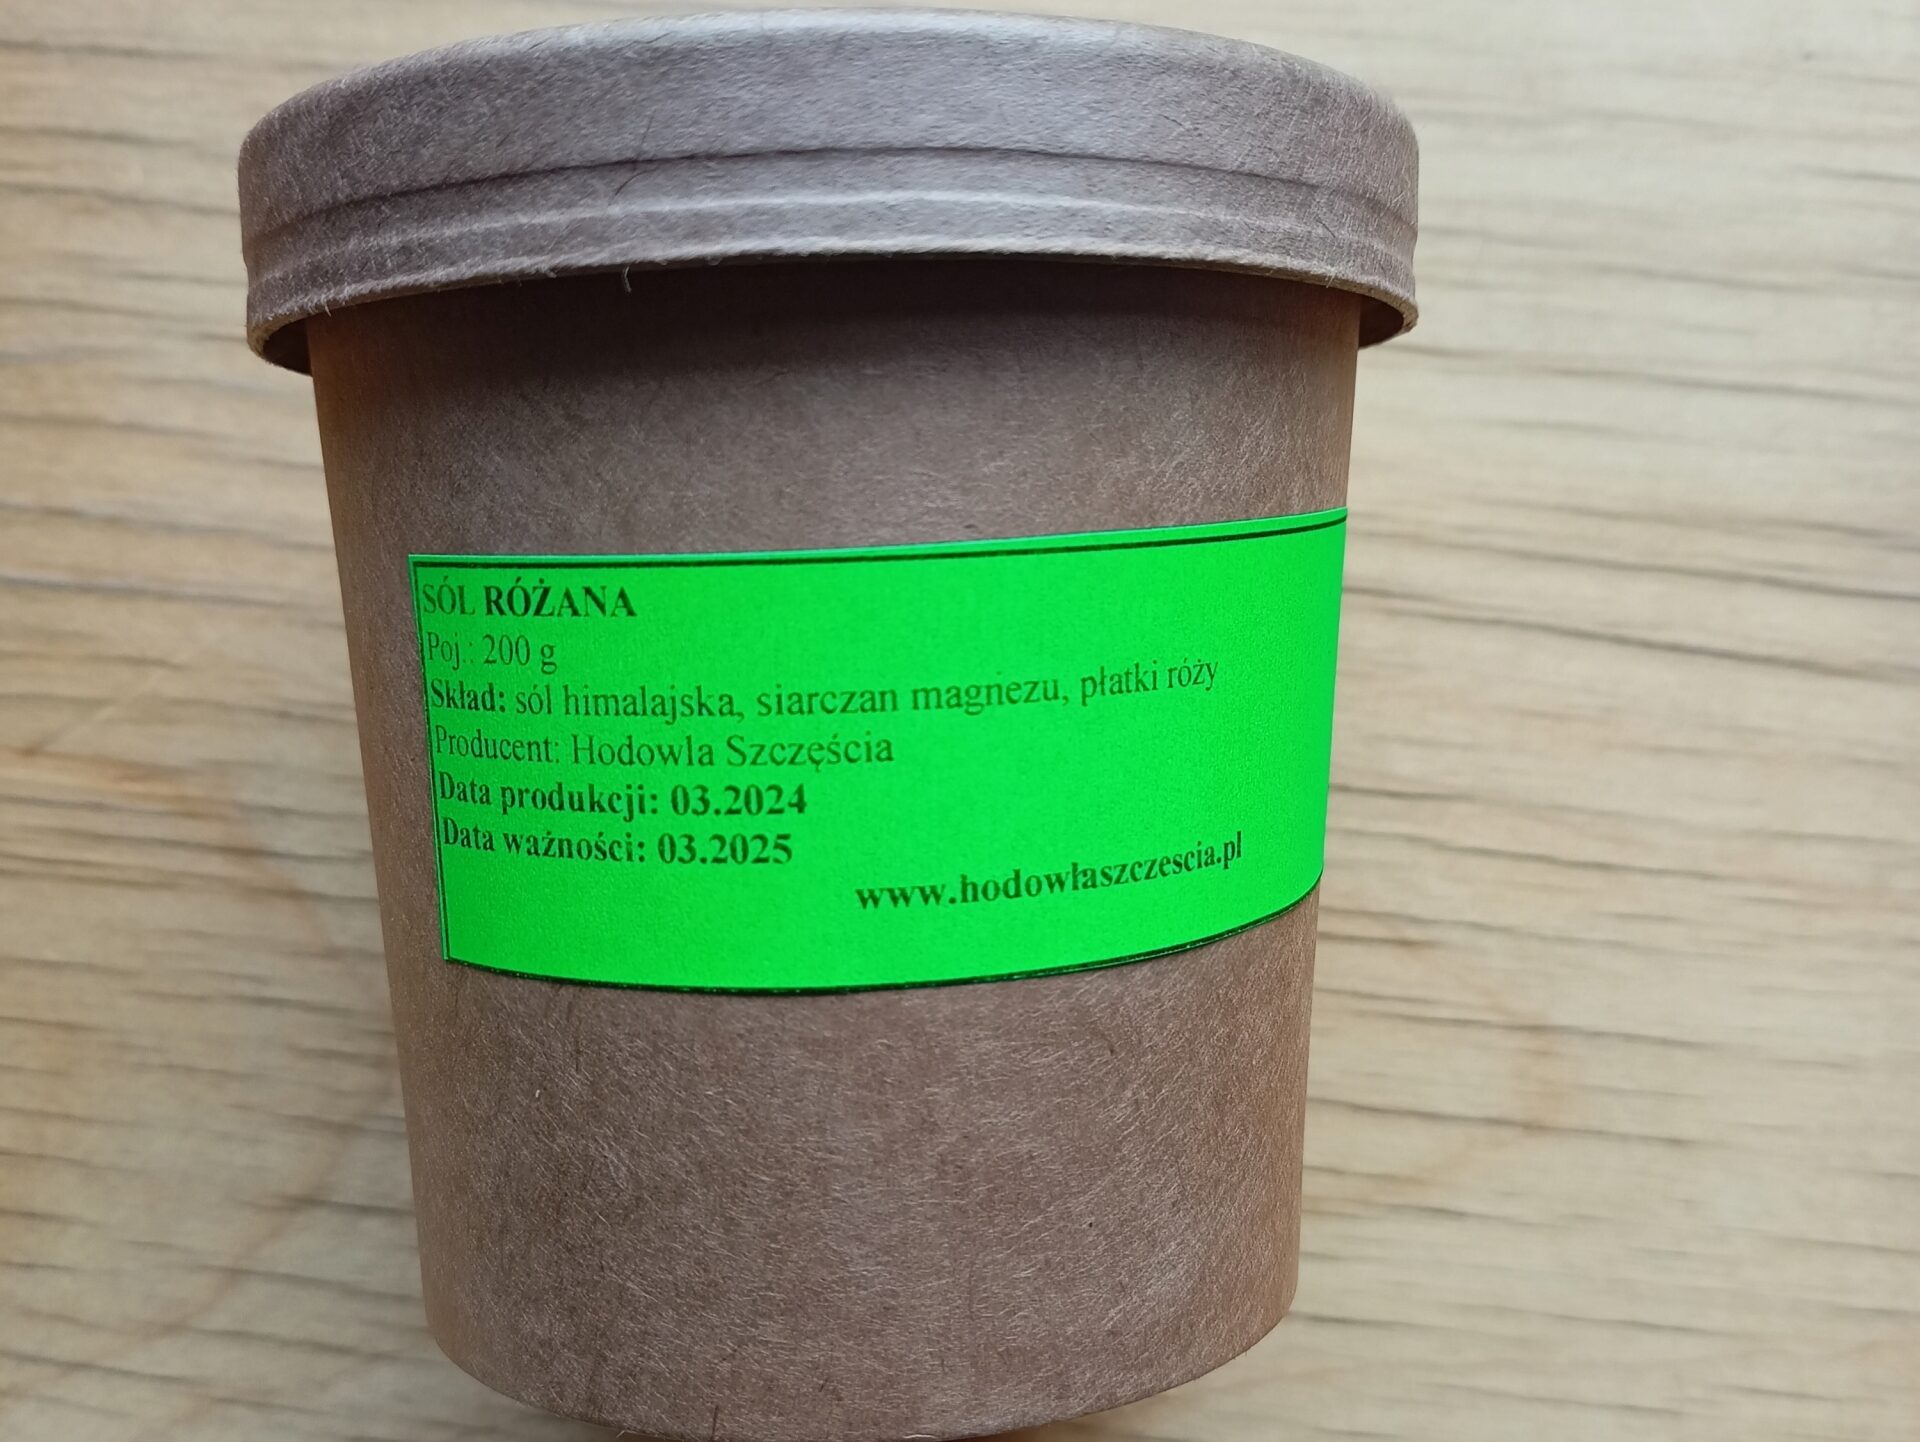 SÓL RÓŻANA
Poj.: 200 g
Skład: sól himalajska, siarczan magnezu, płatki róży
Producent: Hodowla Szczęścia
Data produkcji: 03.2024
Data ważności: 03.2025
www.hodowlaszczescia.pl